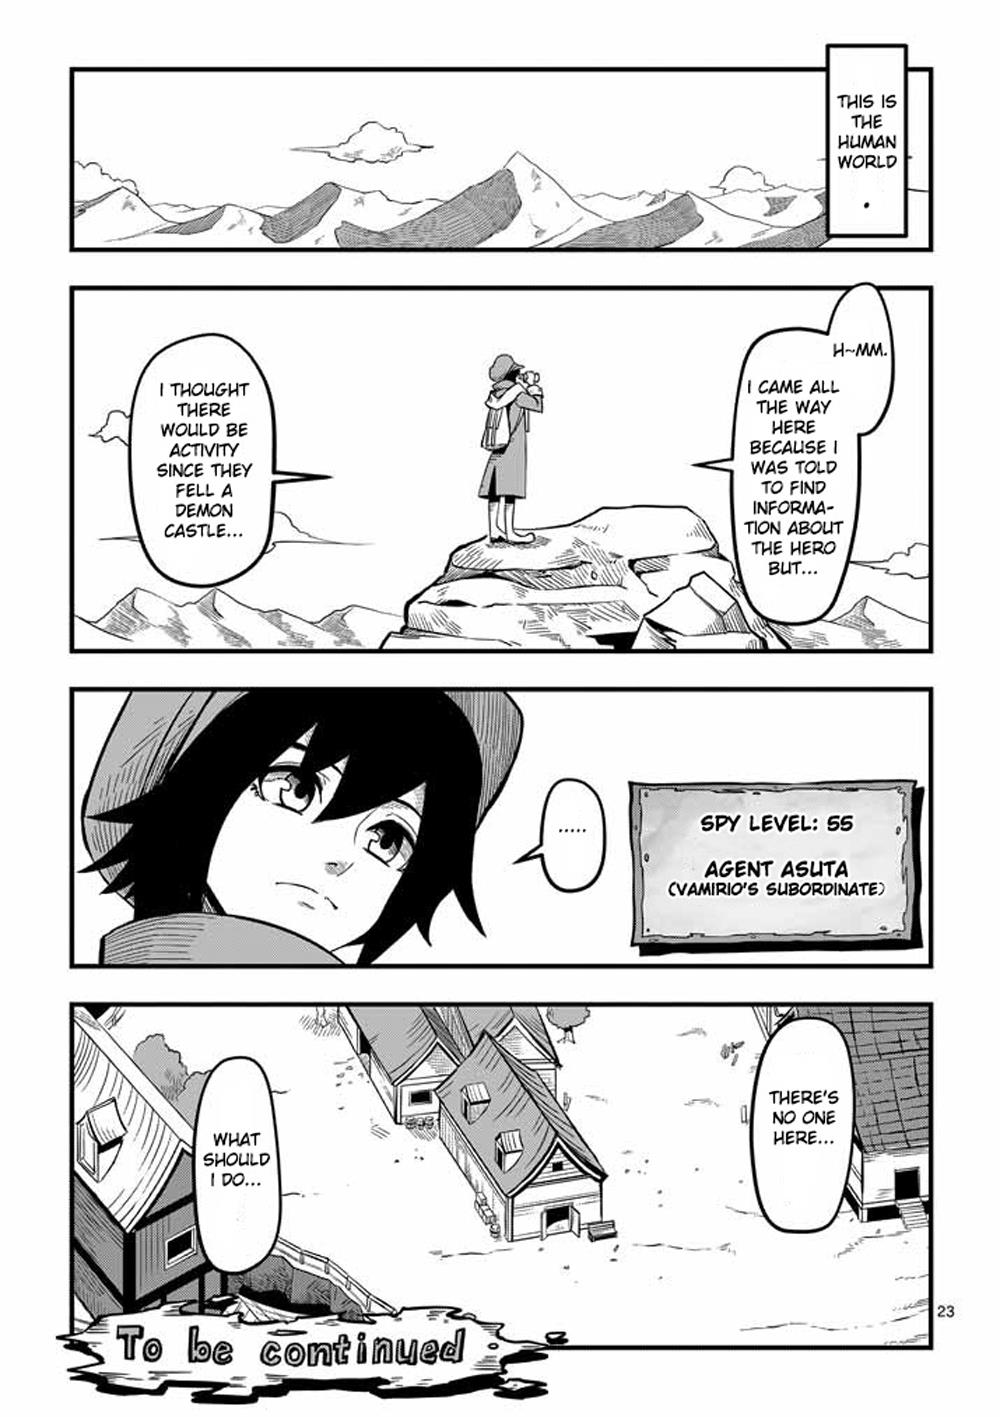 THIS IS
THE
HUMAN
WORLD
.
H~MM.
I CAME ALL
THE WAY
HERE
BECAUSE I
WAS TOLD
TO FIND
INFORMA-
TION ABOUT
THE HERO
BUT...
I THOUGHT
THERE
WOULD BE
ACTIVITY
SINCE THEY
FELL A
DEMON
CASTLE...
.....
SPY LEVEL: 55
AGENT ASUTA
(VAMIRIO'S SUBORDINATE)
THERE'S
NO ONE
HERE...
WHAT
SHOULD
I DO...
23
To be continued